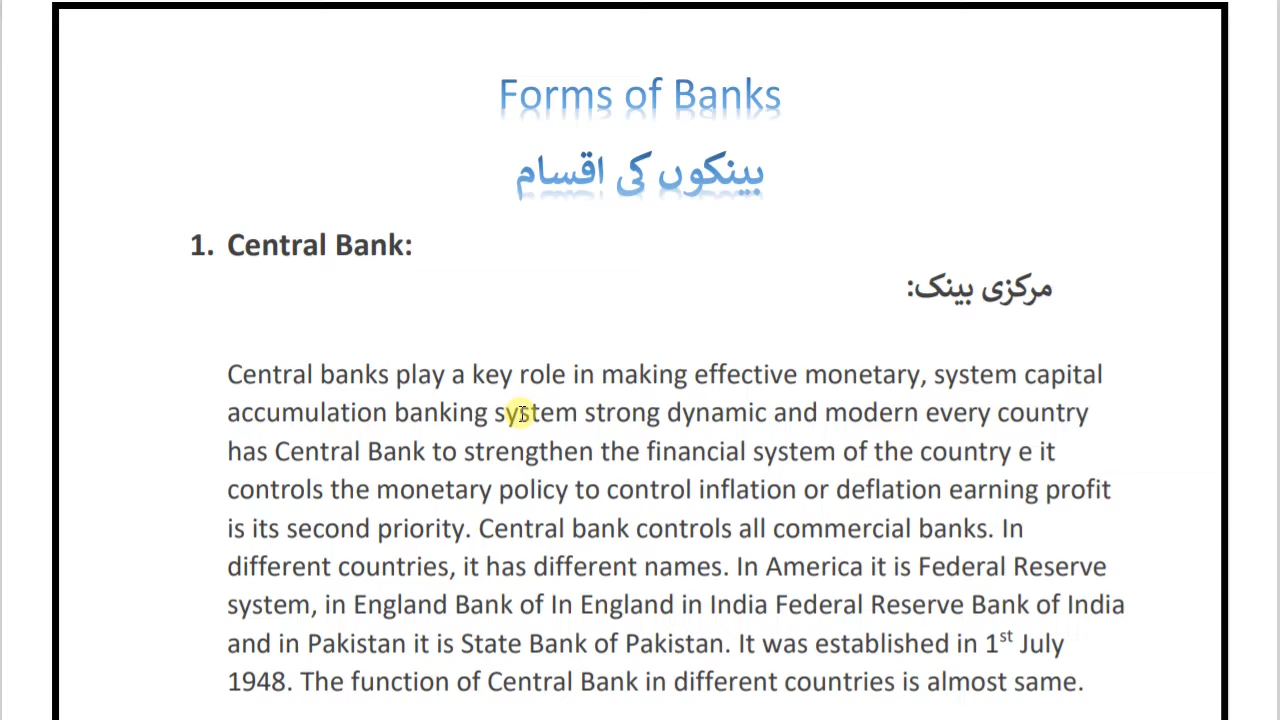 Forms of Banks
بینکوں کی اقسام
1. Central Bank:
مرکزی بینک:
Central banks play a key role in making effective monetary, system capital
accumulation banking system strong dynamic and modern every country
has Central Bank to strengthen the financial system of the country e it
controls the monetary policy to control inflation or deflation earning profit
is its second priority. Central bank controls all commercial banks. In
different countries, it has different names. In America it is Federal Reserve
system, in England Bank of In England in India Federal Reserve Bank of India
and in Pakistan it is State Bank of Pakistan. It was established in 1st July
1948. The function of Central Bank in different countries is almost same.